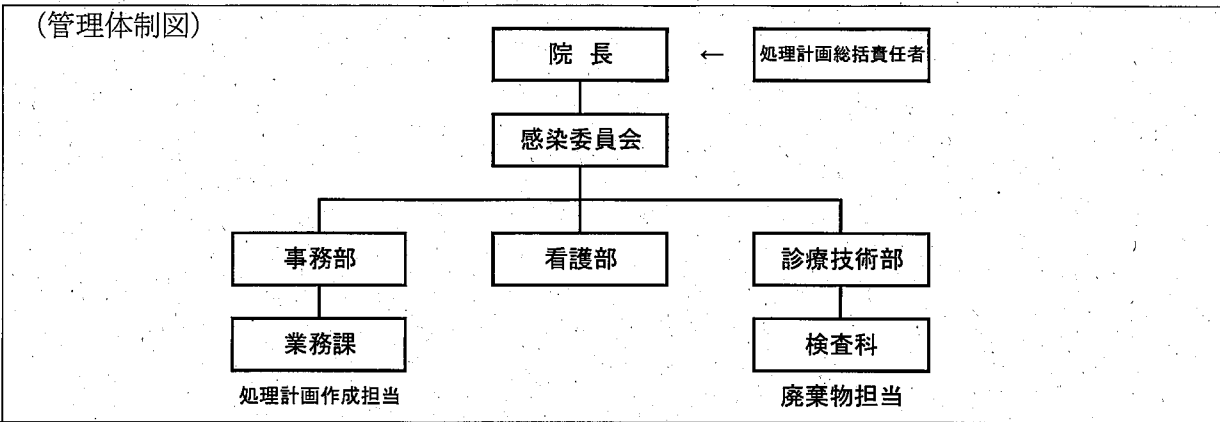 （管理体制図）
院 長 ← 処理計画総括責任者
感染委員会
事務部 看護部 診療技術部
業務課 検査科
処理計画作成担当 廃棄物担当